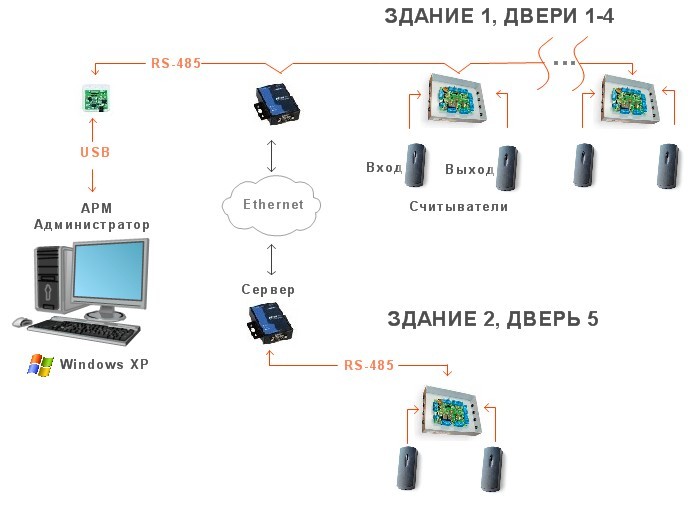 ЗДАНИЕ 1, ДВЕРИ 1-4
RS-485
USB
Вход
Выход
Считыватели
АРМ
Администратор
Ethernet
Сервер
ЗДАНИЕ 2, ДВЕРЬ 5
Windows XP
RS-485